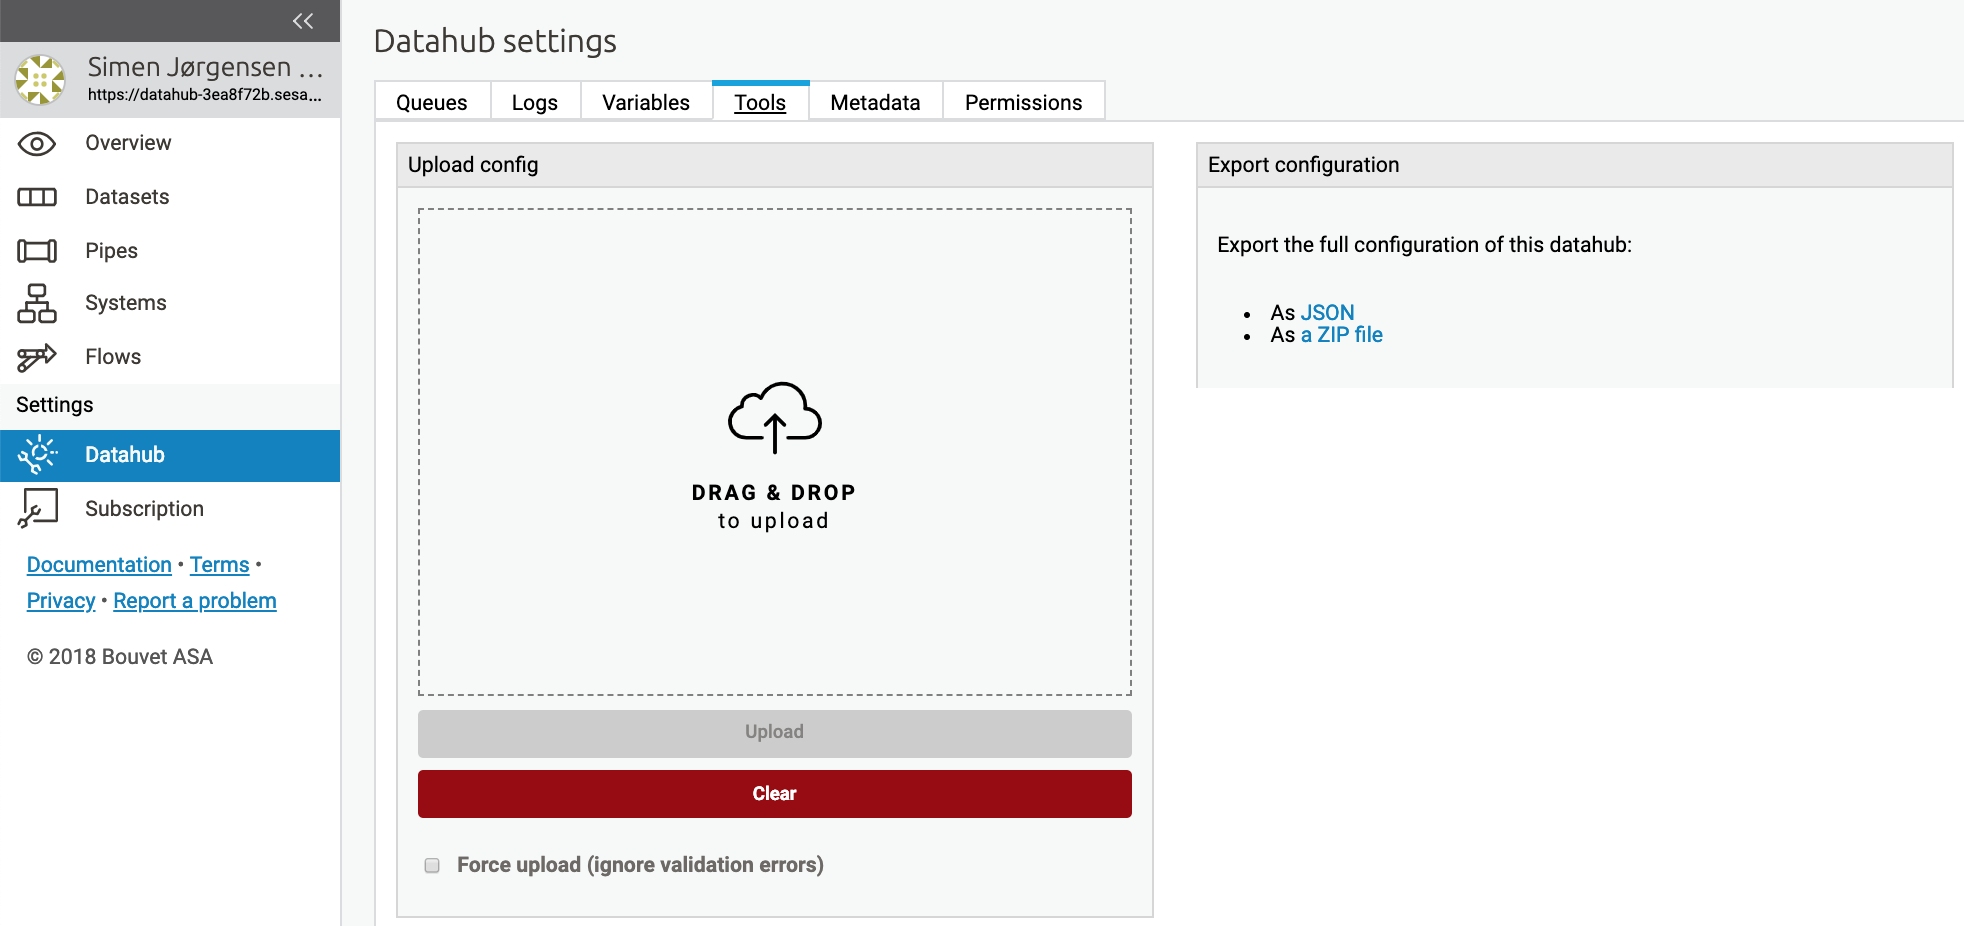 Simen Jørgensen ...
https://datahub-3ea8f72b.sesa...
Overview
Datasets
Pipes
Systems
Flows
Settings
Datahub
Subscription
Documentation • Terms •
Privacy • Report a problem
© 2018 Bouvet ASA
Datahub settings
Queues
Logs
Variables
Tools
Metadata
Permissions
Upload config
DRAG & DROP
to upload
Upload
Clear
Force upload (ignore validation errors)
Export configuration
Export the full configuration of this datahub:
• As JSON
• As a ZIP file